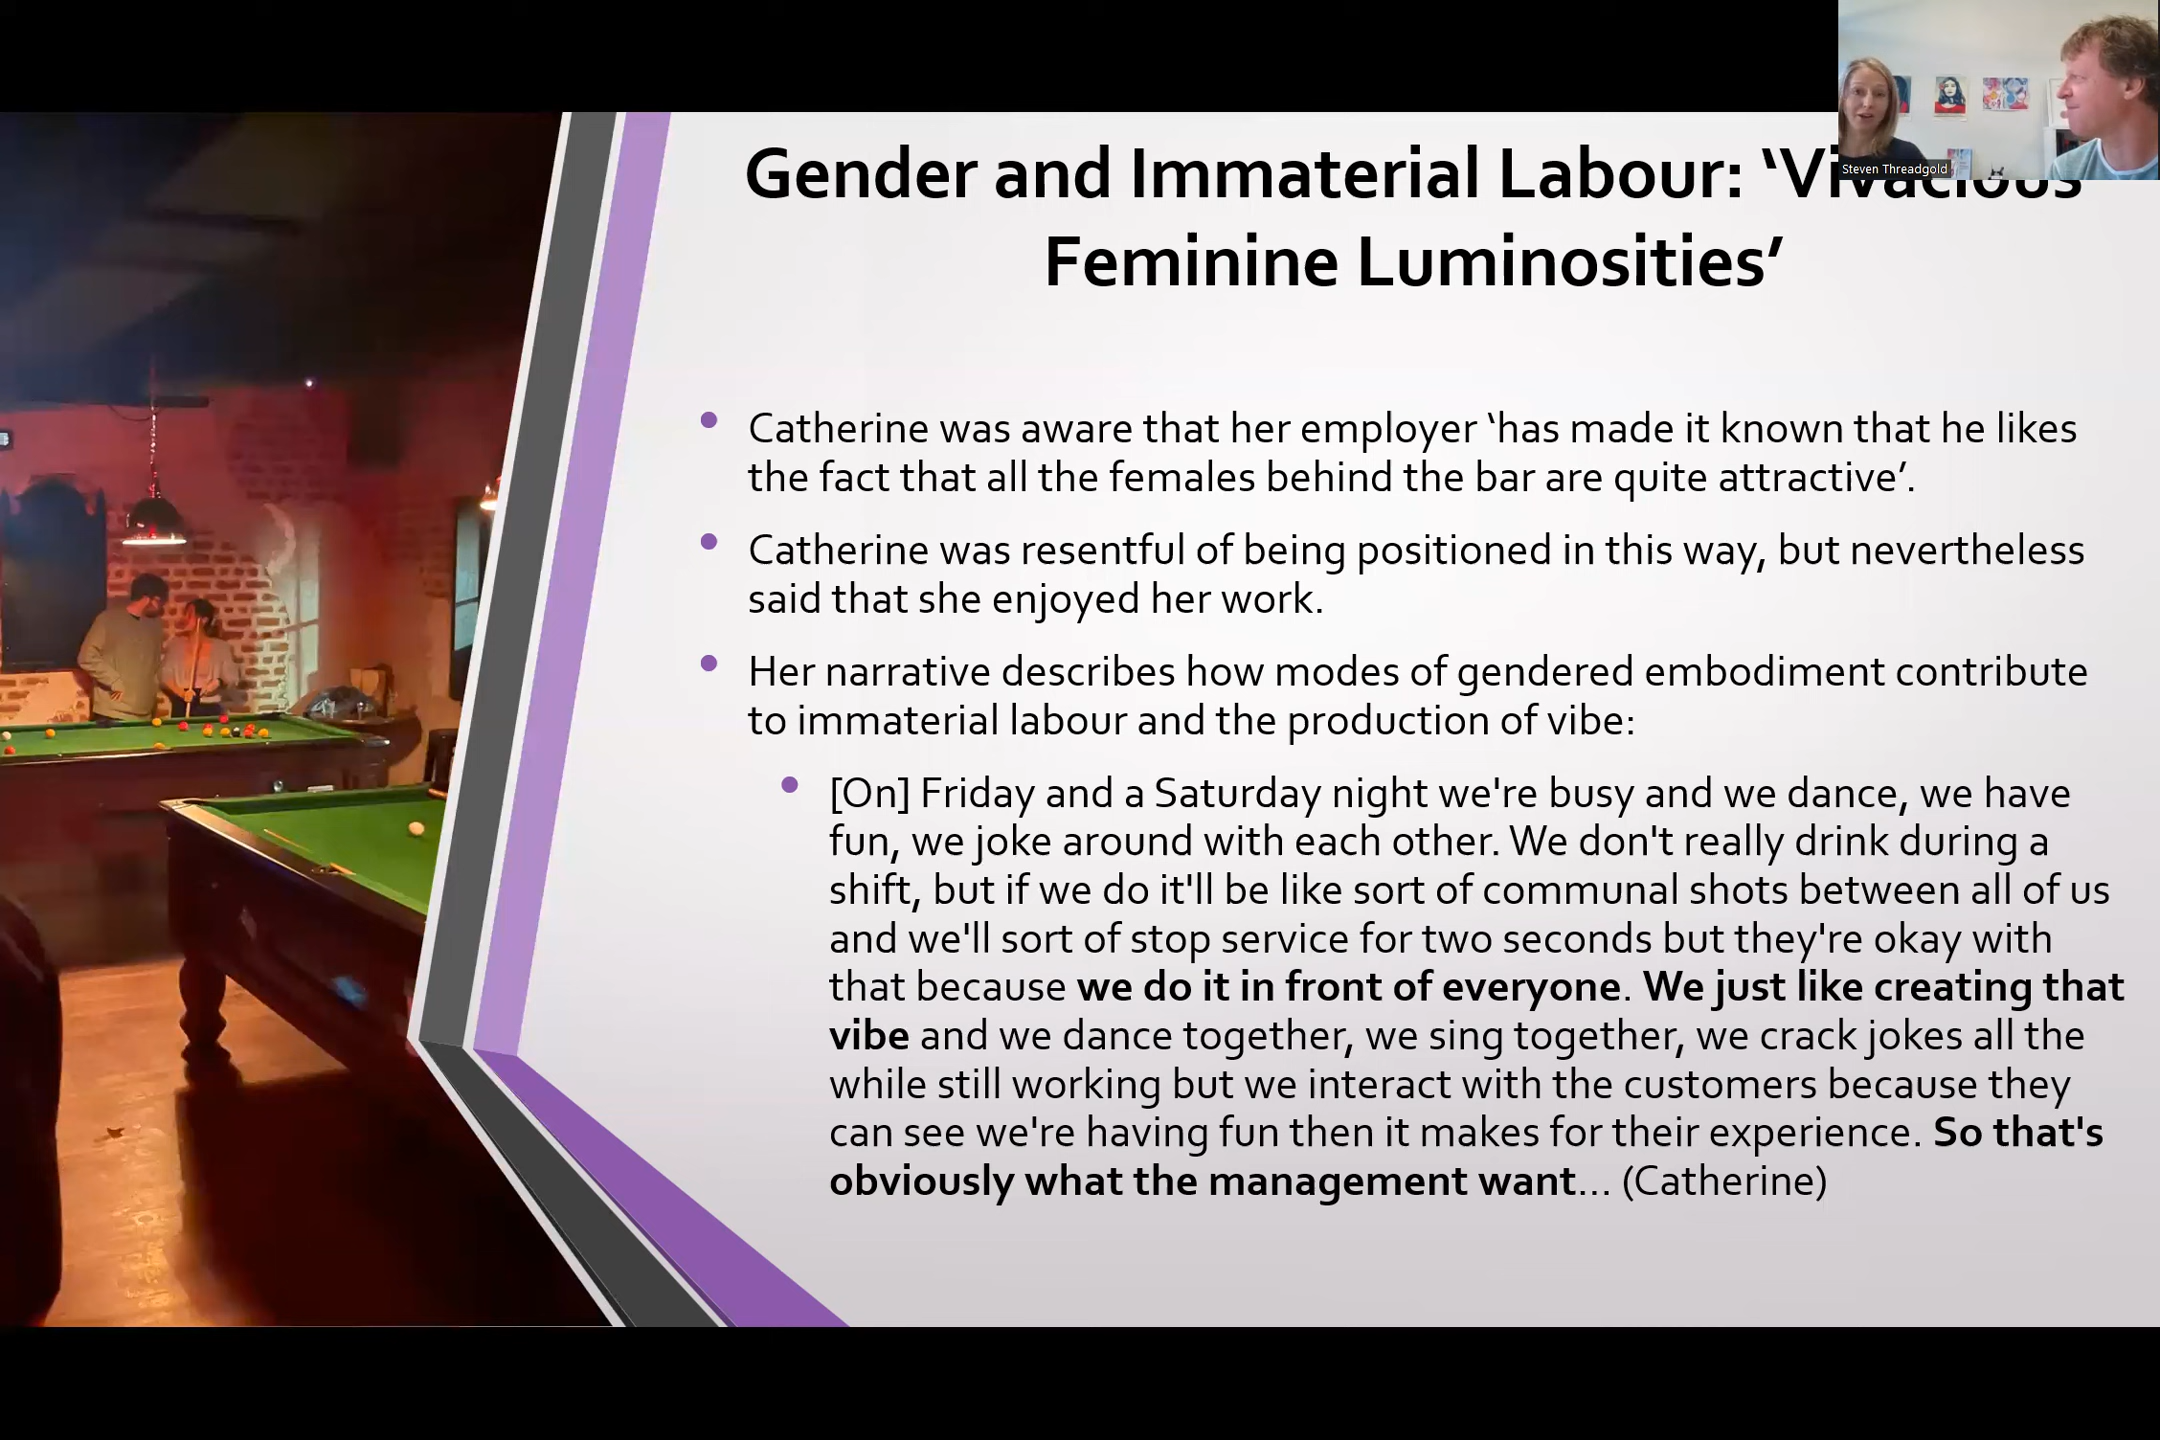 Steven Threadgold
Gender and Immaterial Labour: ‘Vivacious
Feminine Luminosities’
Catherine was aware that her employer ‘has made it known that he likes
the fact that all the females behind the bar are quite attractive’.
Catherine was resentful of being positioned in this way, but nevertheless
said that she enjoyed her work.
Her narrative describes how modes of gendered embodiment contribute
to immaterial labour and the production of vibe:
[On] Friday and a Saturday night we're busy and we dance, we have
fun, we joke around with each other. We don't really drink during a
shift, but if we do it'll be like sort of communal shots between all of us
and we'll sort of stop service for two seconds but they're okay with
that because we do it in front of everyone. We just like creating that
vibe and we dance together, we sing together, we crack jokes all the
while still working but we interact with the customers because they
can see we're having fun then it makes for their experience. So that's
obviously what the management want... (Catherine)